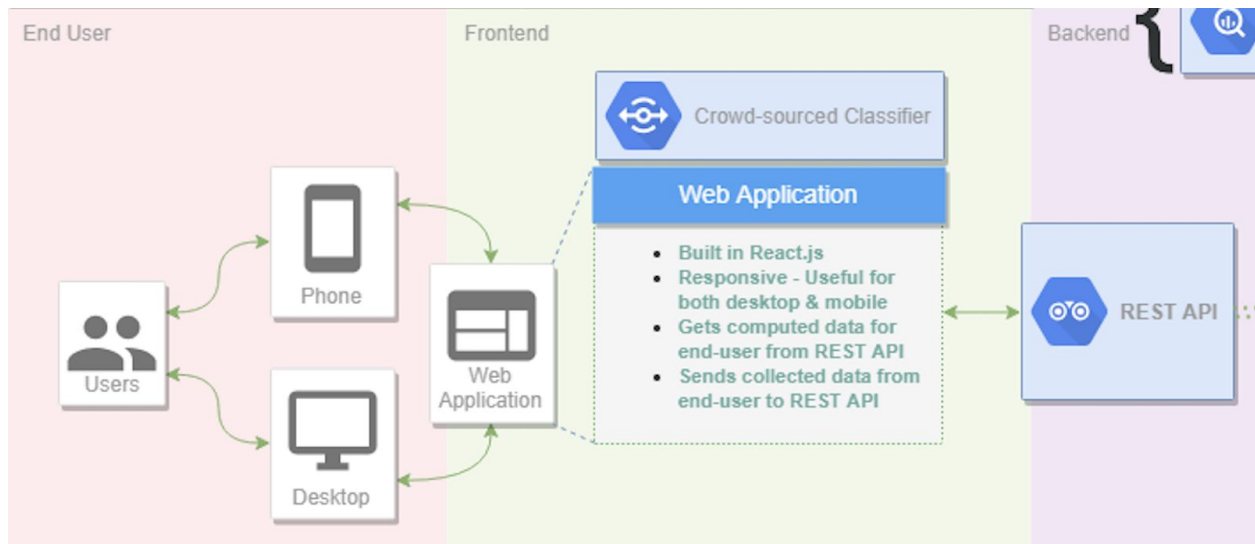 End User
Frontend
Backend {
Crowd-sourced Classifier
Web Application
• Built in React.js
• Responsive - Useful for
both desktop & mobile
• Gets computed data for
end-user from REST API
• Sends collected data from
end-user to REST API
Phone
Users
Web
Application
Desktop
REST API